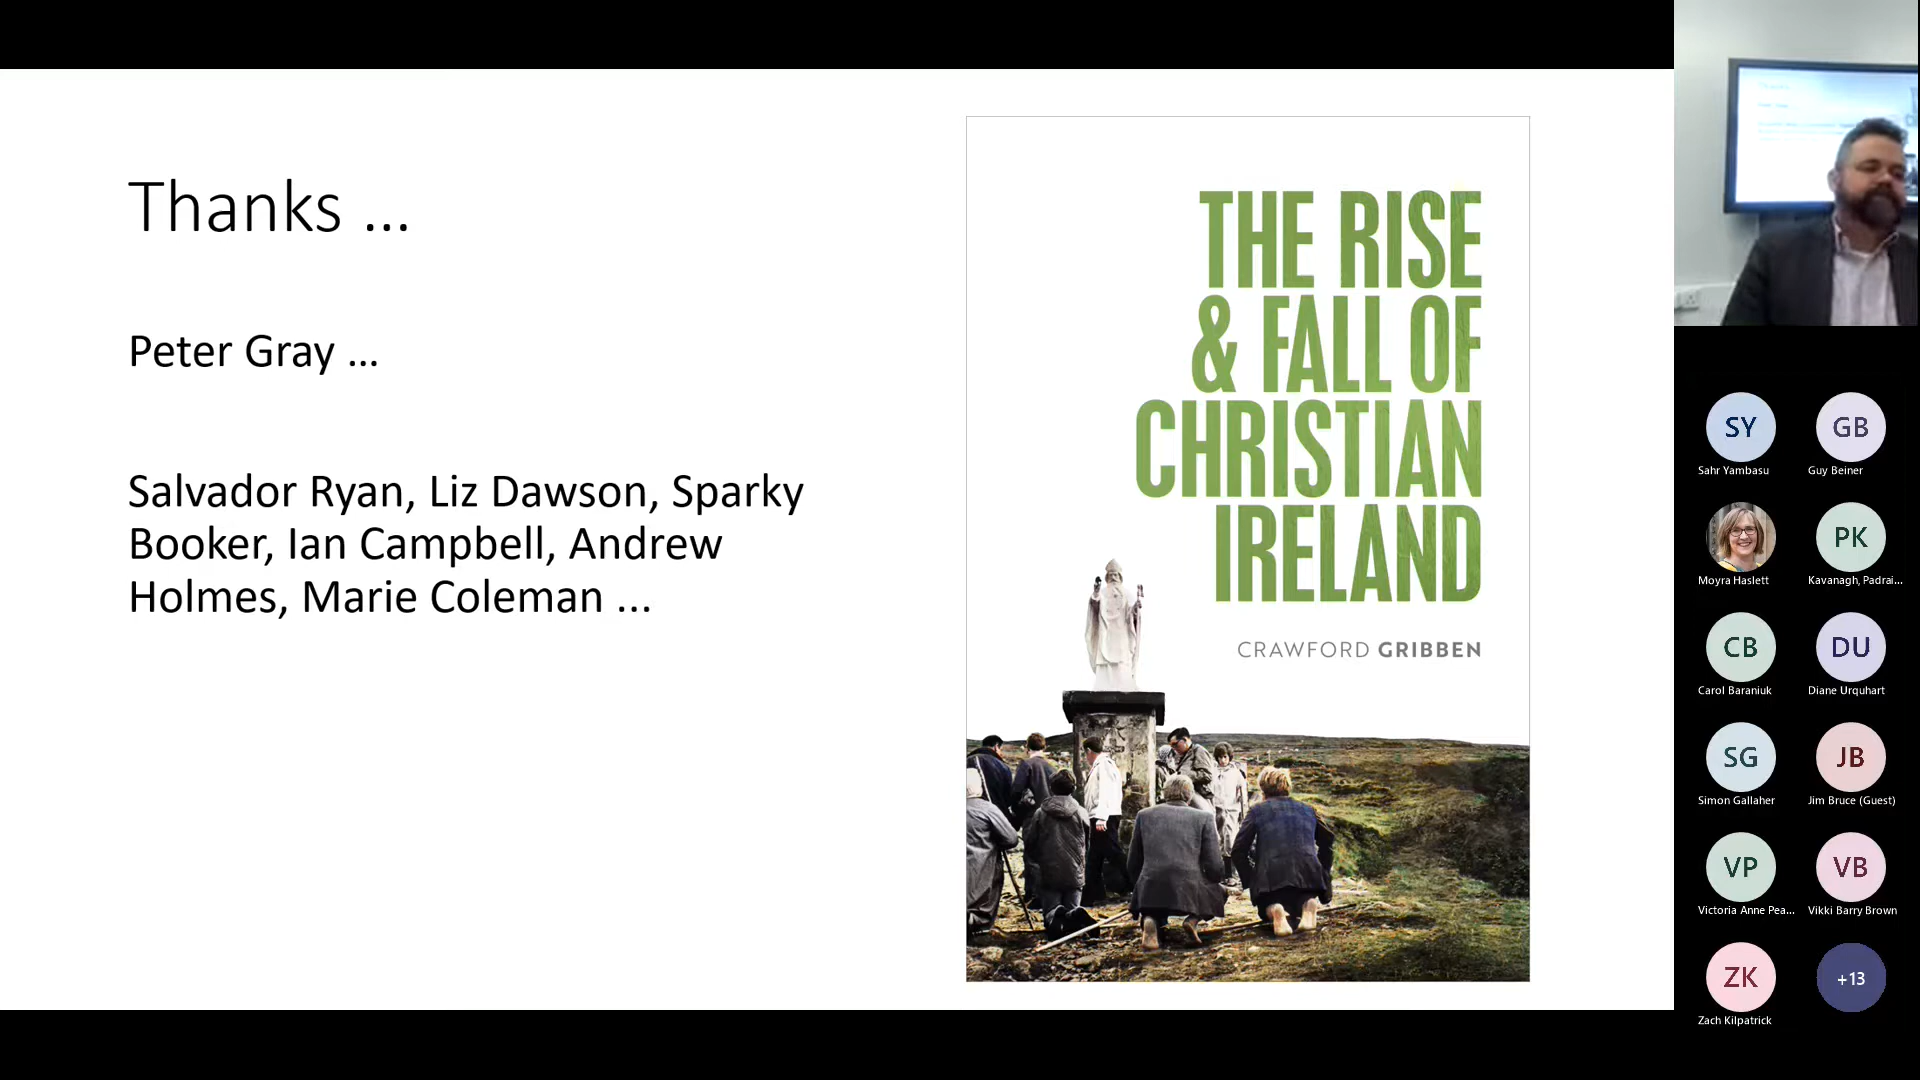 Thanks ...
Peter Gray ...
Salvador Ryan, Liz Dawson, Sparky
Booker, Ian Campbell, Andrew
Holmes, Marie Coleman ...
THE RISE
& FALL OF
CHRISTIAN
IRELAND
CRAWFORD GRIBBEN
SY
Sahr Yambasu
GB
Guy Beiner
Moyra Haslett
PK
Kavanagh, Padrai...
CB
Carol Baraniuk
DU
Diane Urquhart
SG
Simon Gallaher
JB
Jim Bruce (Guest)
VP
Victoria Anne Pea...
VB
Vikki Barry Brown
ZK
Zach Kilpatrick
+13